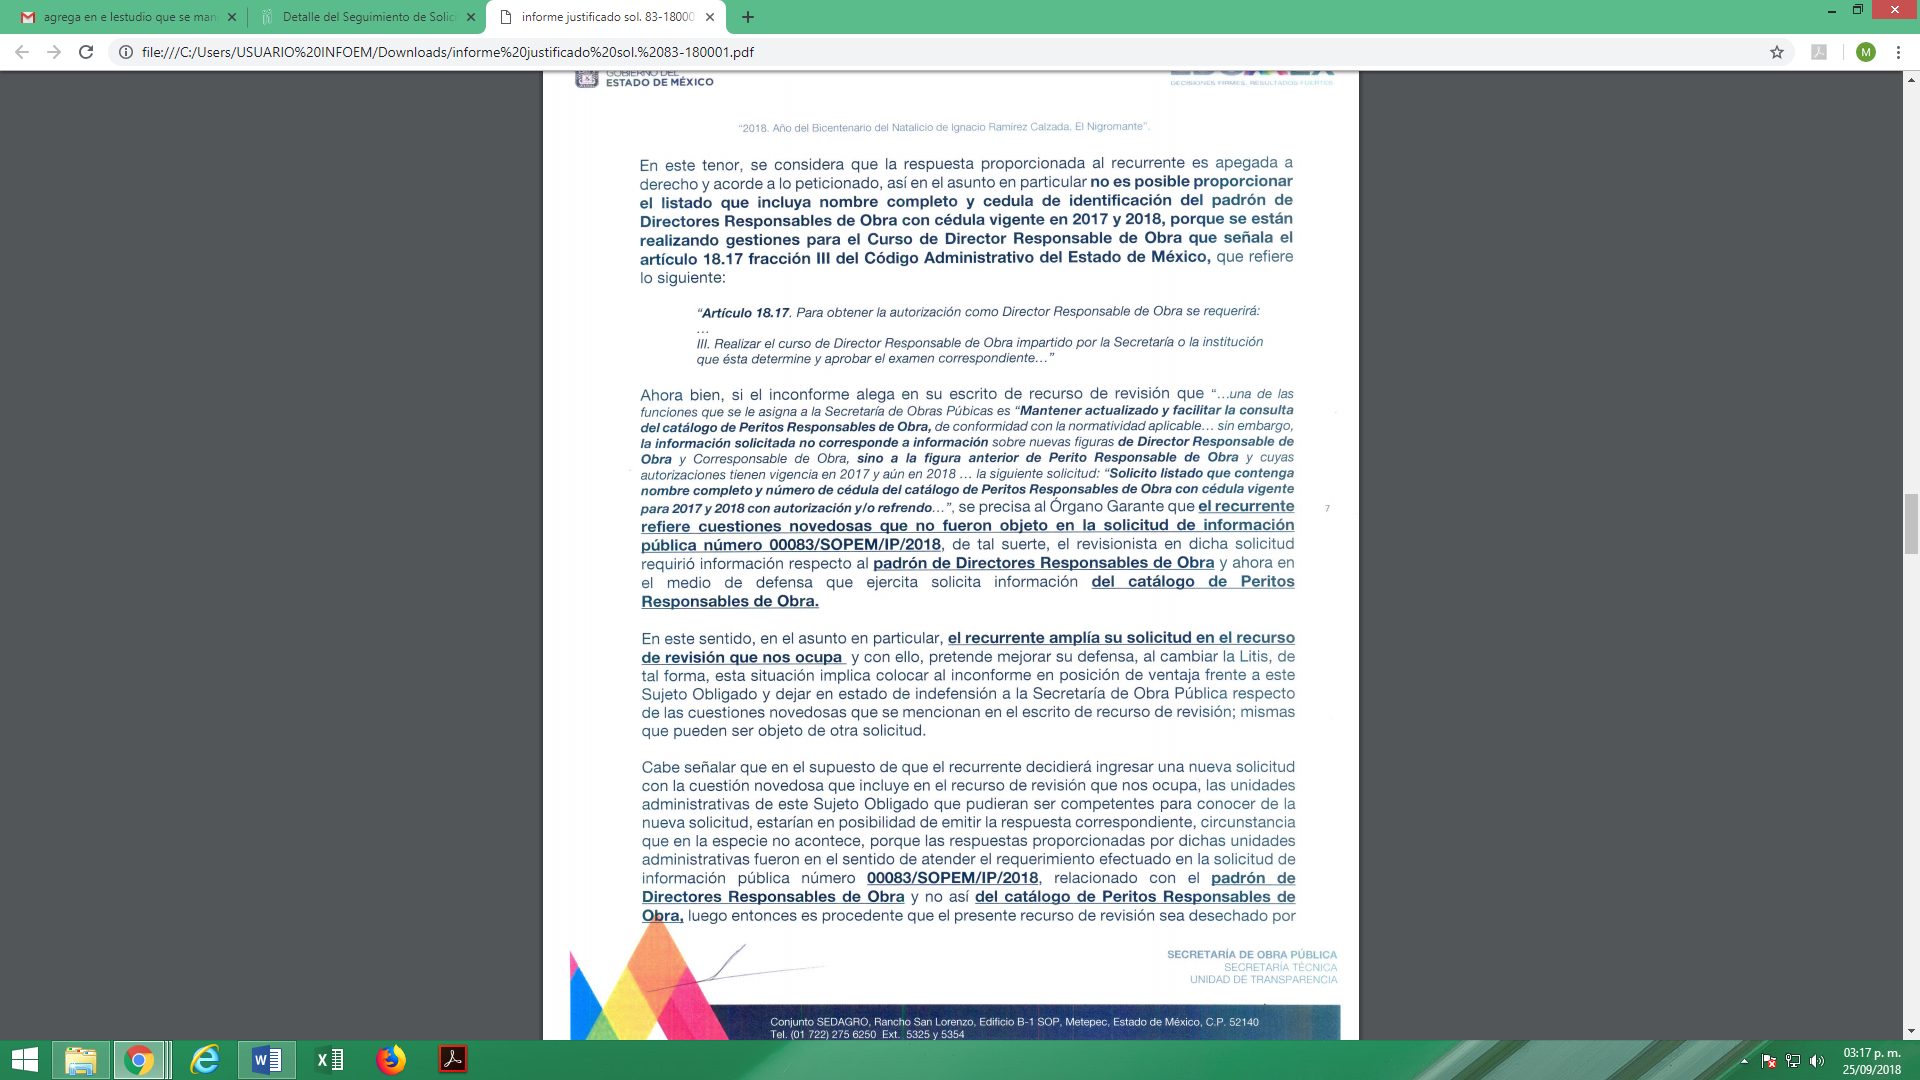 agrega en e lestudio que se man
Detalle del Seguimiento de Solic
informe justificado sol. 83-18000
file:///C:/Users/USUARIO%20INFOEM/Downloads/informe%20justificado%20sol.%2083-180001.pdf
M
GOBIERNO DEL
ESTADO DE MÉXICO
DECISIONES FIRMES, RESULTADOS FUERTES
“2018. Año del Bicentenario del Natalicio de Ignacio Ramírez Calzada, El Nigromante”.
En este tenor, se considera que la respuesta proporcionada al recurrente es apegada a
derecho y acorde a lo peticionado, así en el asunto en particular no es posible proporcionar
el listado que incluya nombre completo y cedula de identificación del padrón de
Directores Responsables de Obra con cédula vigente en 2017 y 2018, porque se están
realizando gestiones para el Curso de Director Responsable de Obra que señala el
artículo 18.17 fracción III del Código Administrativo del Estado de México, que refiere
lo siguiente:
“Artículo 18.17. Para obtener la autorización como Director Responsable de Obra se requerirá:
…
III. Realizar el curso de Director Responsable de Obra impartido por la Secretaría o la institución
que ésta determine y aprobar el examen correspondiente…”
Ahora bien, si el inconforme alega en su escrito de recurso de revisión que “…una de las
funciones que se le asigna a la Secretaría de Obras Púbicas es “Mantener actualizado y facilitar la consulta
del catálogo de Peritos Responsables de Obra, de conformidad con la normatividad aplicable… sin embargo,
la información solicitada no corresponde a información sobre nuevas figuras de Director Responsable de
Obra y Corresponsable de Obra, sino a la figura anterior de Perito Responsable de Obra y cuyas
autorizaciones tienen vigencia en 2017 y aún en 2018 … la siguiente solicitud: “Solicito listado que contenga
nombre completo y número de cédula del catálogo de Peritos Responsables de Obra con cédula vigente
para 2017 y 2018 con autorización y/o refrendo…”, se precisa al Órgano Garante que el recurrente
7
refiere cuestiones novedosas que no fueron objeto en la solicitud de información
pública número 00083/SOPEM/IP/2018, de tal suerte, el revisionista en dicha solicitud
requirió información respecto al padrón de Directores Responsables de Obra y ahora en
el medio de defensa que ejercita solicita información del catálogo de Peritos
Responsables de Obra.
En este sentido, en el asunto en particular, el recurrente amplía su solicitud en el recurso
de revisión que nos ocupa y con ello, pretende mejorar su defensa, al cambiar la Litis, de
tal forma, esta situación implica colocar al inconforme en posición de ventaja frente a este
Sujeto Obligado y dejar en estado de indefensión a la Secretaría de Obra Pública respecto
de las cuestiones novedosas que se mencionan en el escrito de recurso de revisión; mismas
que pueden ser objeto de otra solicitud.
Cabe señalar que en el supuesto de que el recurrente decidierá ingresar una nueva solicitud
con la cuestión novedosa que incluye en el recurso de revisión que nos ocupa, las unidades
administrativas de este Sujeto Obligado que pudieran ser competentes para conocer de la
nueva solicitud, estarían en posibilidad de emitir la respuesta correspondiente, circunstancia
que en la especie no acontece, porque las respuestas proporcionadas por dichas unidades
administrativas fueron en el sentido de atender el requerimiento efectuado en la solicitud de
información pública número 00083/SOPEM/IP/2018, relacionado con el padrón de
Directores Responsables de Obra y no así del catálogo de Peritos Responsables de
Obra, luego entonces es procedente que el presente recurso de revisión sea desechado por
SECRETARÍA DE OBRA PÚBLICA
SECRETARÍA TÉCNICA
UNIDAD DE TRANSPARENCIA
Conjunto SEDAGRO, Rancho San Lorenzo, Edificio B-1 SOP, Metepec, Estado de México, C.P. 52140
Tel. (01 722) 275 6250 Ext. 5325 y 5354
03:17 p. m.
25/09/2018